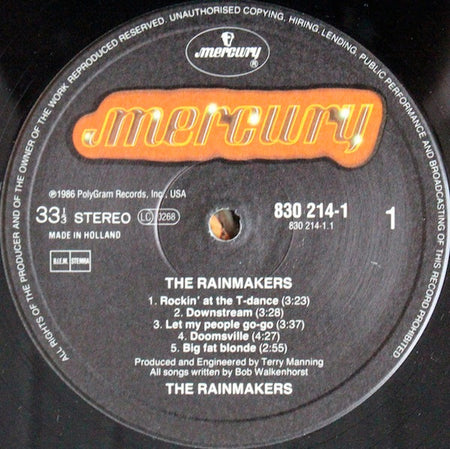 ALL RIGHTS OF THE PRODUCER AND OF THE OWNER OF THE WORK REPRODUCED RESERVED. UNAUTHORISED COPYING, HIRING, LENDING, PUBLIC PERFORMANCE AND BROADCASTING OF THIS RECORD PROHIBITED
mercury®
mercury
℗1986 PolyGram Records, Inc., USA
33⅓ STEREO LC 0268
MADE IN HOLLAND
830 214-1
830 214-1.1
1
B.I.E.M. STEMRA
THE RAINMAKERS
1. Rockin' at the T-dance (3:23)
2. Downstream (3:28)
3. Let my people go-go (3:37)
4. Doomsville (4:30)
5. Big fat blonde (2:55)
Produced and Engineered by Terry Manning
All songs written by Bob Walkenhorst
THE RAINMAKERS